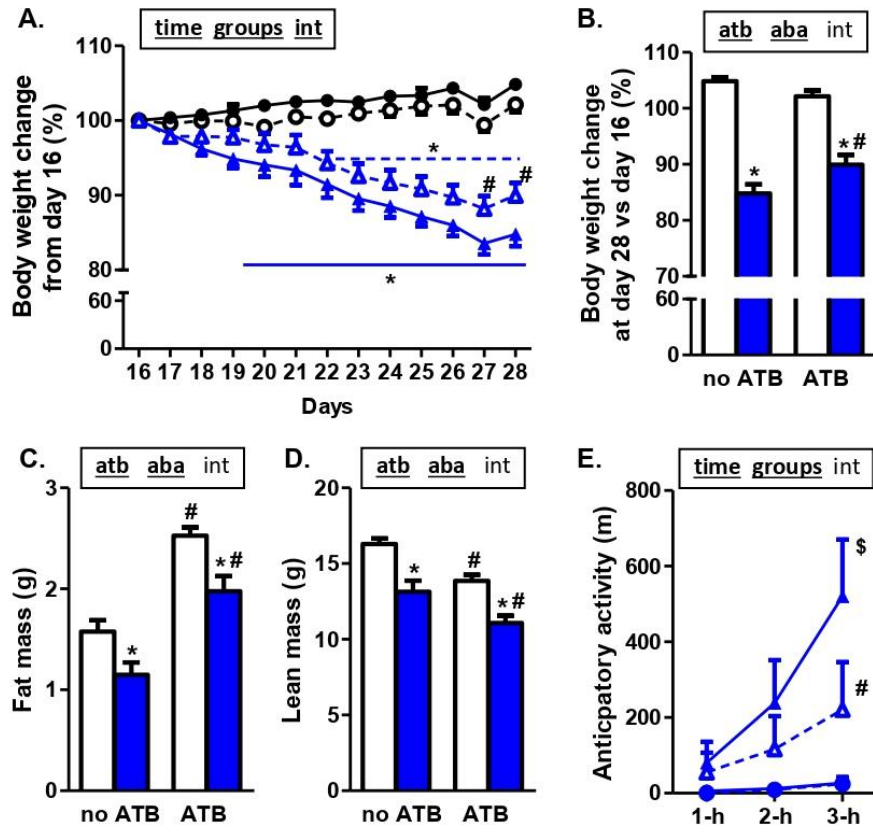 A.
time groups int
Body weight change
from day 16 (%)
110
100
90
80
60
0
*
#
#
*
16 17 18 19 20 21 22 23 24 25 26 27 28
Days
B.
atb aba int
Body weight change
at day 28 vs day 16 (%)
110
100
90
80
70
60
0
*
*#
no ATB ATB
C.
atb aba int
Fat mass (g)
3
2
1
0
*
#
*#
no ATB ATB
D.
atb aba int
Lean mass (g)
20
15
10
5
0
*
#
*#
no ATB ATB
E.
time groups int
Anticpatory activity (m)
800
600
400
200
0
$
#
1-h 2-h 3-h